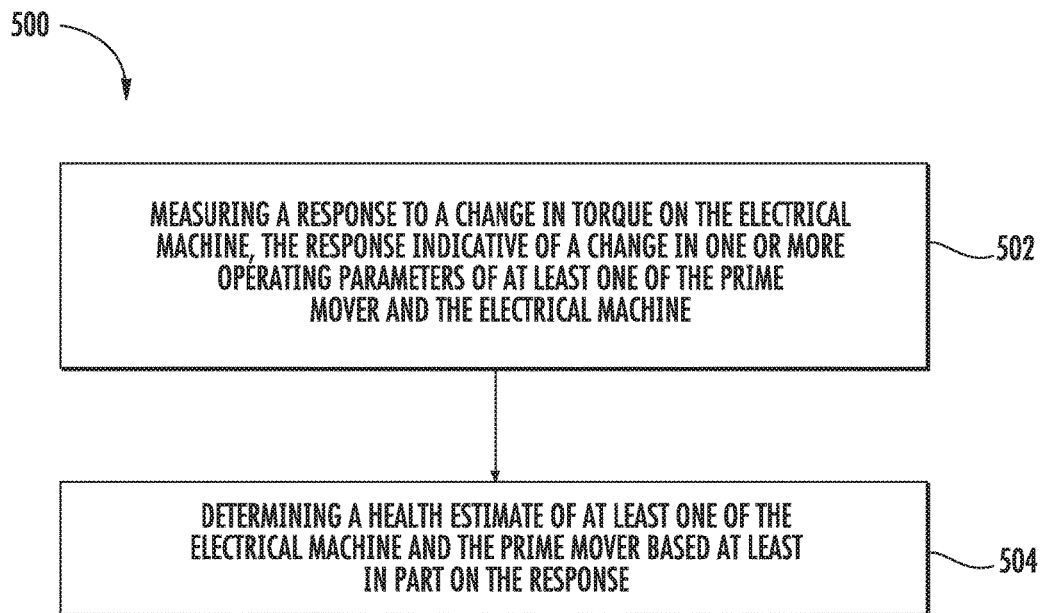 500
MEASURING A RESPONSE TO A CHANGE IN TORQUE ON THE ELECTRICAL
MACHINE, THE RESPONSE INDICATIVE OF A CHANGE IN ONE OR MORE
OPERATING PARAMETERS OF AT LEAST ONE OF THE PRIME
MOVER AND THE ELECTRICAL MACHINE
502
DETERMINING A HEALTH ESTIMATE OF AT LEAST ONE OF THE
ELECTRICAL MACHINE AND THE PRIME MOVER BASED AT LEAST
IN PART ON THE RESPONSE
504